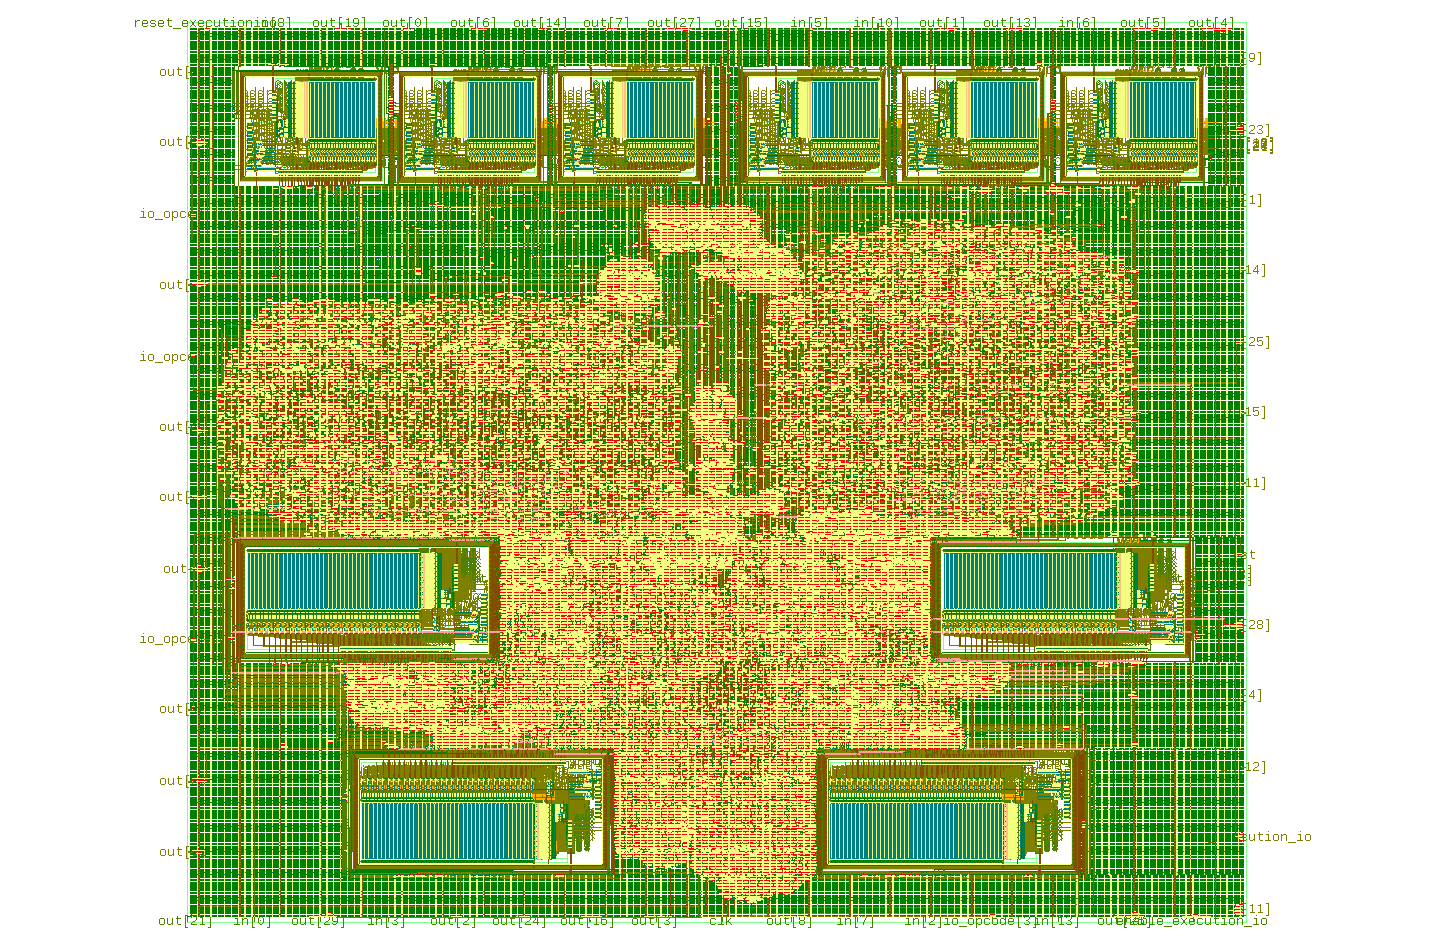 reset_execution_io in[8] out[19] out[0] out[6] out[14] out[7] out[27] out[15] in[5] in[10] out[1] out[13] in[6] out[5] out[4]
out[ 9]
out[ [23]
io_opco [1]
out[ 14]
io_opco [25]
out[ 15]
out[ 11]
out t
io_opco [28]
out[ [4]
out[ 12]
out[ cution_io
[11]
out[21] in[0] out[29] in[3] out[2] out[24] out[16] out[3] clk out[8] in[7] in[2] io_opcode[3] in[13] enable_execution_io